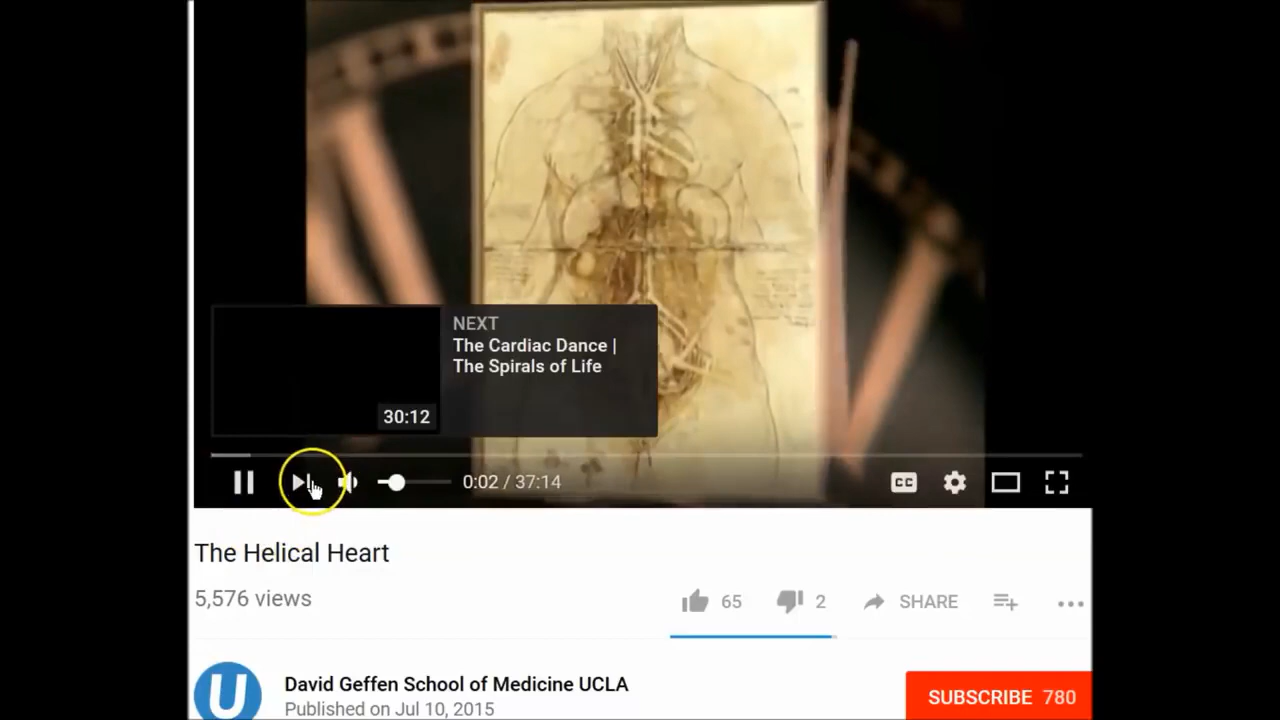 NEXT
The Cardiac Dance |
The Spirals of Life
30:12
0:02 / 37:14
CC
The Helical Heart
5,576 views
65
2
SHARE
U
David Geffen School of Medicine UCLA
Published on Jul 10, 2015
SUBSCRIBE 780